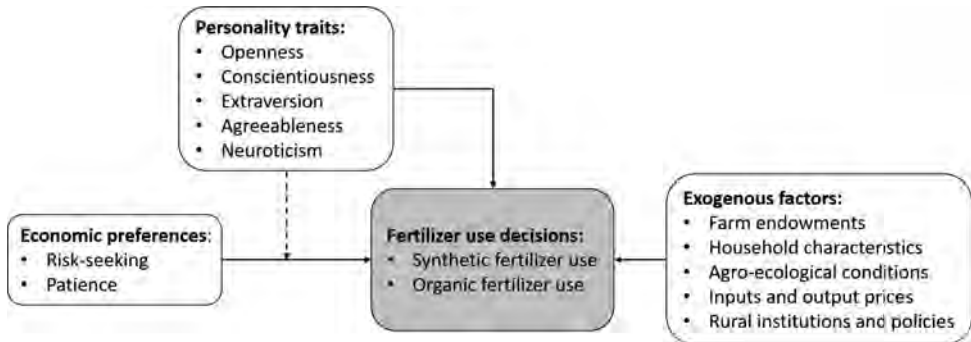 Personality traits:
• Openness
• Conscientiousness
• Extraversion
• Agreeableness
• Neuroticism
Economic preferences:
• Risk-seeking
• Patience
Fertilizer use decisions:
• Synthetic fertilizer use
• Organic fertilizer use
Exogenous factors:
• Farm endowments
• Household characteristics
• Agro-ecological conditions
• Inputs and output prices
• Rural institutions and policies